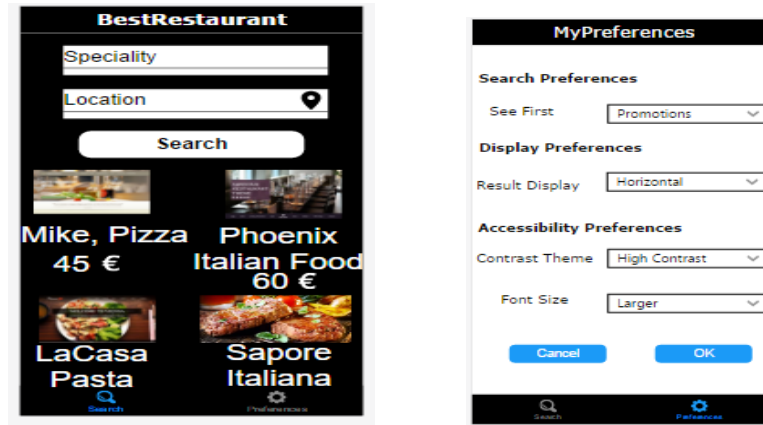 BestRestaurant
Speciality
Location
Search
Mike, Pizza
45 €
Phoenix
Italian Food
60 €
LaCasa
Pasta
Sapore
Italiana
Search
Preferences
MyPreferences
Search Preferences
See First
Promotions
Display Preferences
Result Display
Horizontal
Accessibility Preferences
Contrast Theme
High Contrast
Font Size
Larger
Cancel
OK
Search
Preferences